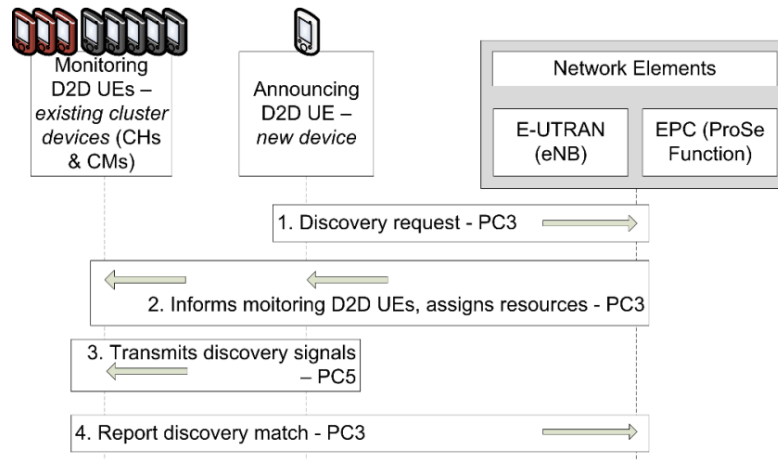 Monitoring
D2D UEs –
existing cluster
devices (CHs
& CMs)
Announcing
D2D UE –
new device
Network Elements
E-UTRAN
(eNB)
EPC (ProSe
Function)
1. Discovery request - PC3
2. Informs moitoring D2D UEs, assigns resources - PC3
3. Transmits discovery signals
– PC5
4. Report discovery match - PC3